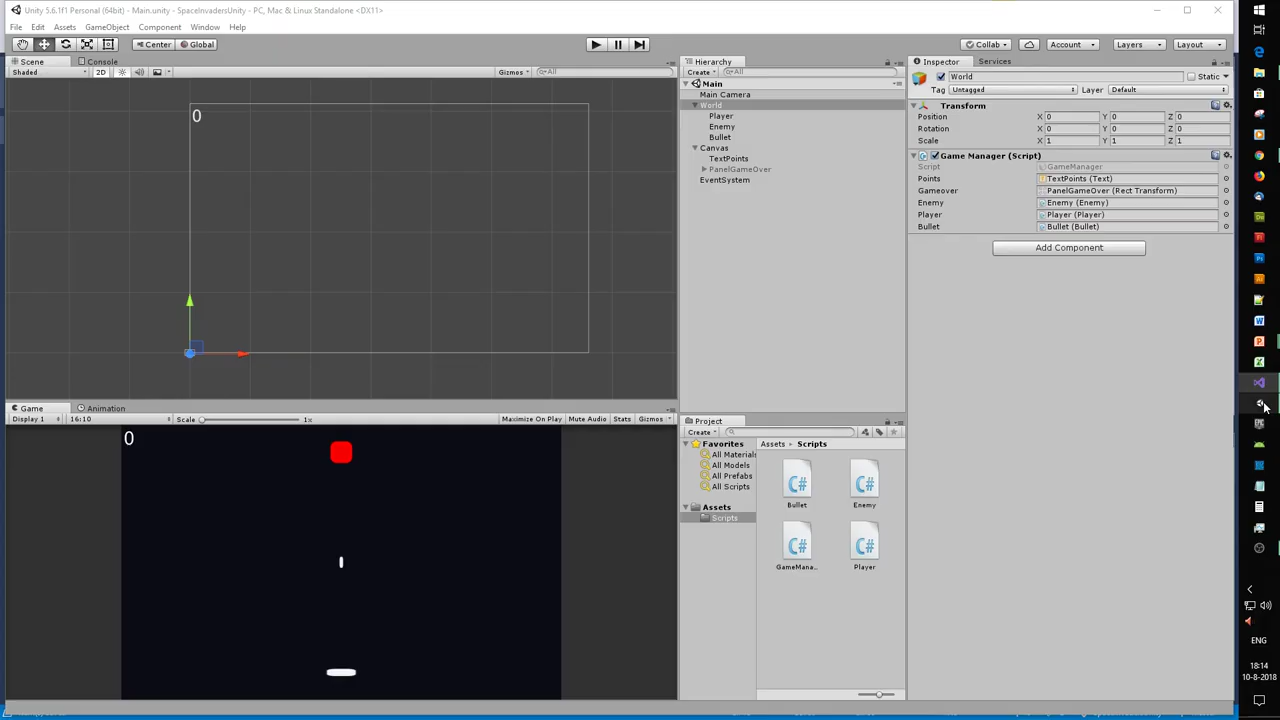 Unity 5.6.1f1 Personal (64bit) - Main.unity - SpaceInvadersUnity - PC, Mac & Linux Standalone <DX11>
File Edit Assets GameObject Component Window Help
Center Global
Collab Account Layers Layout
Scene Console
Shaded 2D Gizmos All
0
Game Animation
Display 1 16:10 Scale 1x Maximize On Play Mute Audio Stats Gizmos
0
Hierarchy
Create All
Main
Main Camera
World
Player
Enemy
Bullet
Canvas
TextPoints
PanelGameOver
EventSystem
Project
Create
Favorites
All Materials
All Models
All Prefabs
All Scripts
Assets
Scripts
Assets Scripts
Bullet Enemy
GameMana... Player
Inspector Services
World Static
Tag Untagged Layer Default
Transform
Position X 0 Y 0 Z 0
Rotation X 0 Y 0 Z 0
Scale X 1 Y 1 Z 1
Game Manager (Script)
Script GameManager
Points TextPoints (Text)
Gameover PanelGameOver (Rect Transform)
Enemy Enemy (Enemy)
Player Player (Player)
Bullet Bullet (Bullet)
Add Component
ENG
18:14
10-8-2018